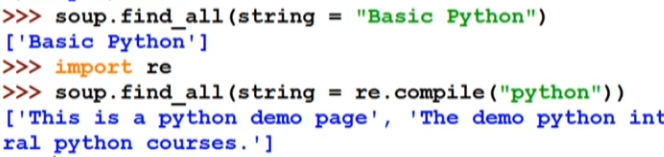 >>> soup.find_all(string = "Basic Python")
['Basic Python']
>>> import re
>>> soup.find_all(string = re.compile("python"))
['This is a python demo page', 'The demo python int
ral python courses.']